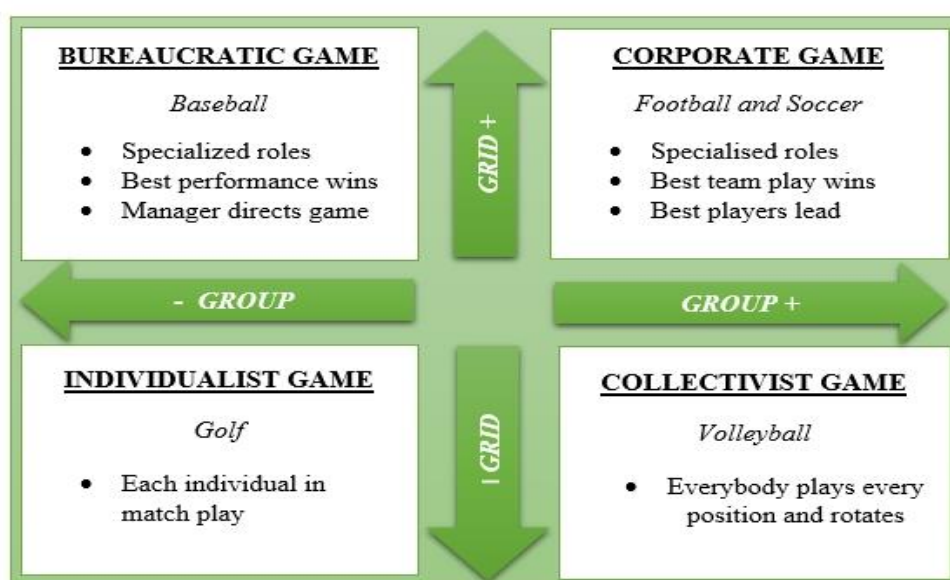 BUREAUCRATIC GAME
Baseball
• Specialized roles
• Best performance wins
• Manager directs game
GRID +
CORPORATE GAME
Football and Soccer
• Specialised roles
• Best team play wins
• Best players lead
- GROUP
GROUP +
INDIVIDUALIST GAME
Golf
• Each individual in
match play
- GRID
COLLECTIVIST GAME
Volleyball
• Everybody plays every
position and rotates